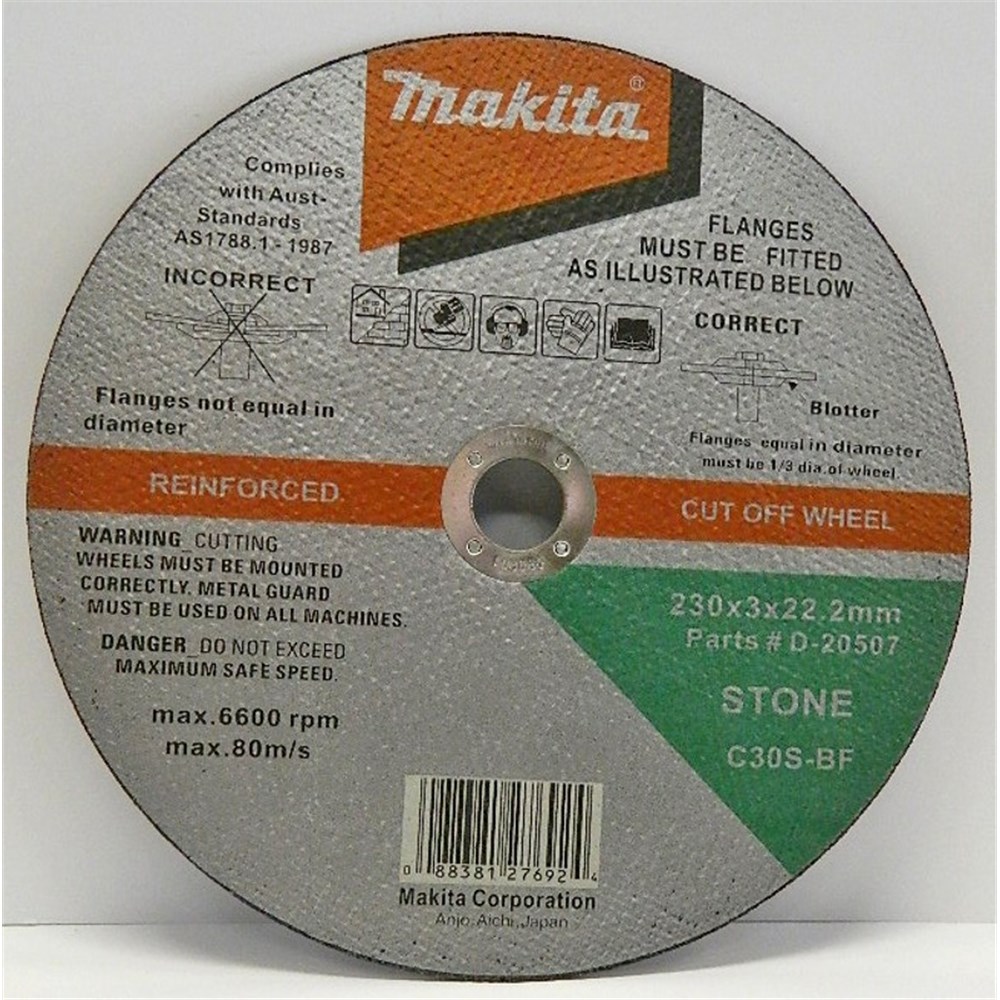 makita®
Complies
with Aust-
Standards
AS1788.1 - 1987
INCORRECT
Flanges not equal in
diameter
FLANGES
MUST BE FITTED
AS ILLUSTRATED BELOW
CORRECT
Blotter
Flanges equal in diameter
must be 1/3 dia.of wheel.
REINFORCED
CUT OFF WHEEL
WARNING_CUTTING
WHEELS MUST BE MOUNTED
CORRECTLY. METAL GUARD
MUST BE USED ON ALL MACHINES.
DANGER_DO NOT EXCEED
MAXIMUM SAFE SPEED.
max.6600 rpm
max.80m/s
230x3x22.2mm
Parts # D-20507
STONE
C30S-BF
0 88381 27692 4
Makita Corporation
Anjo.Aichi.Japan